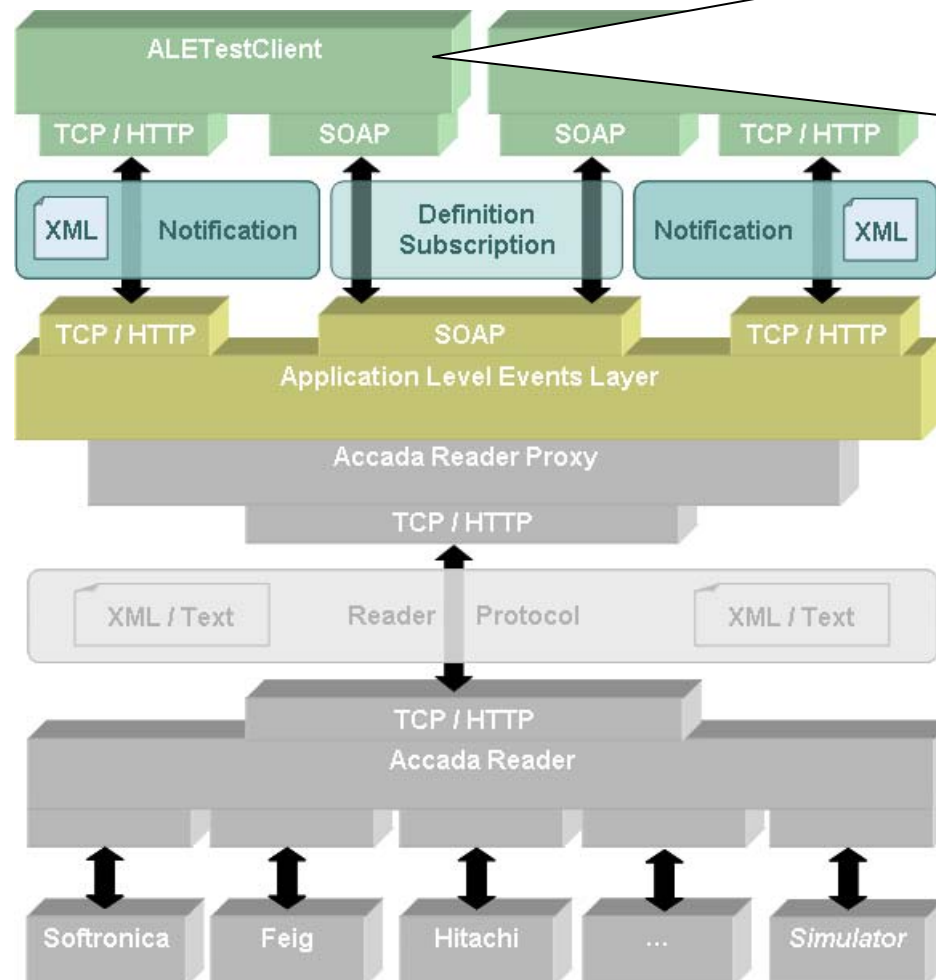 ALETestClient
TCP / HTTP SOAP SOAP TCP / HTTP
XML Notification Definition Subscription Notification XML
TCP / HTTP SOAP TCP / HTTP
Application Level Events Layer
Accada Reader Proxy
TCP / HTTP
XML / Text Reader Protocol XML / Text
TCP / HTTP
Accada Reader
Softronica Feig Hitachi ... Simulator